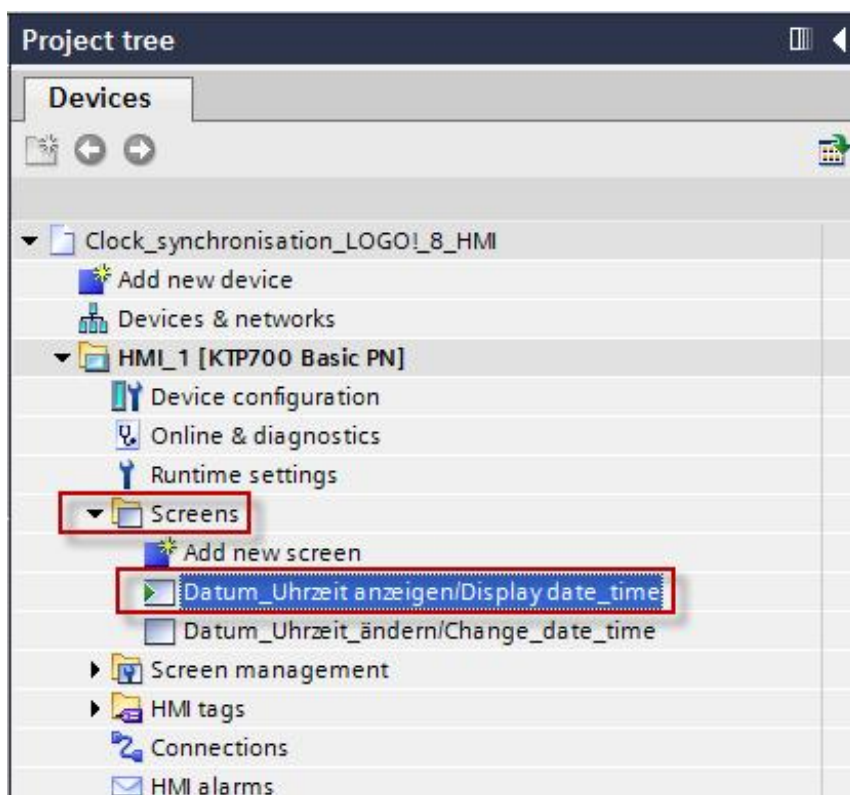 Project tree
Devices
Clock_synchronisation_LOGO!_8_HMI
Add new device
Devices & networks
HMI_1 [KTP700 Basic PN]
Device configuration
Online & diagnostics
Runtime settings
Screens
Add new screen
Datum_Uhrzeit anzeigen/Display date_time
Datum_Uhrzeit_ändern/Change_date_time
Screen management
HMI tags
Connections
HMI alarms